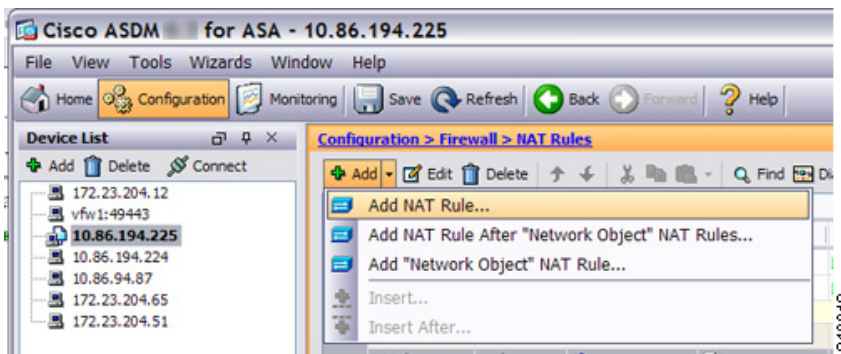 Cisco ASDM for ASA - 10.86.194.225
File View Tools Wizards Window Help
Home Configuration Monitoring Save Refresh Back Forward Help
Device List
Configuration > Firewall > NAT Rules
Add Delete Connect
Add Edit Delete Find
172.23.204.12
vfw1:49443
10.86.194.225
10.86.194.224
10.86.94.87
172.23.204.65
172.23.204.51
Add NAT Rule...
Add NAT Rule After "Network Object" NAT Rules...
Add "Network Object" NAT Rule...
Insert...
Insert After...